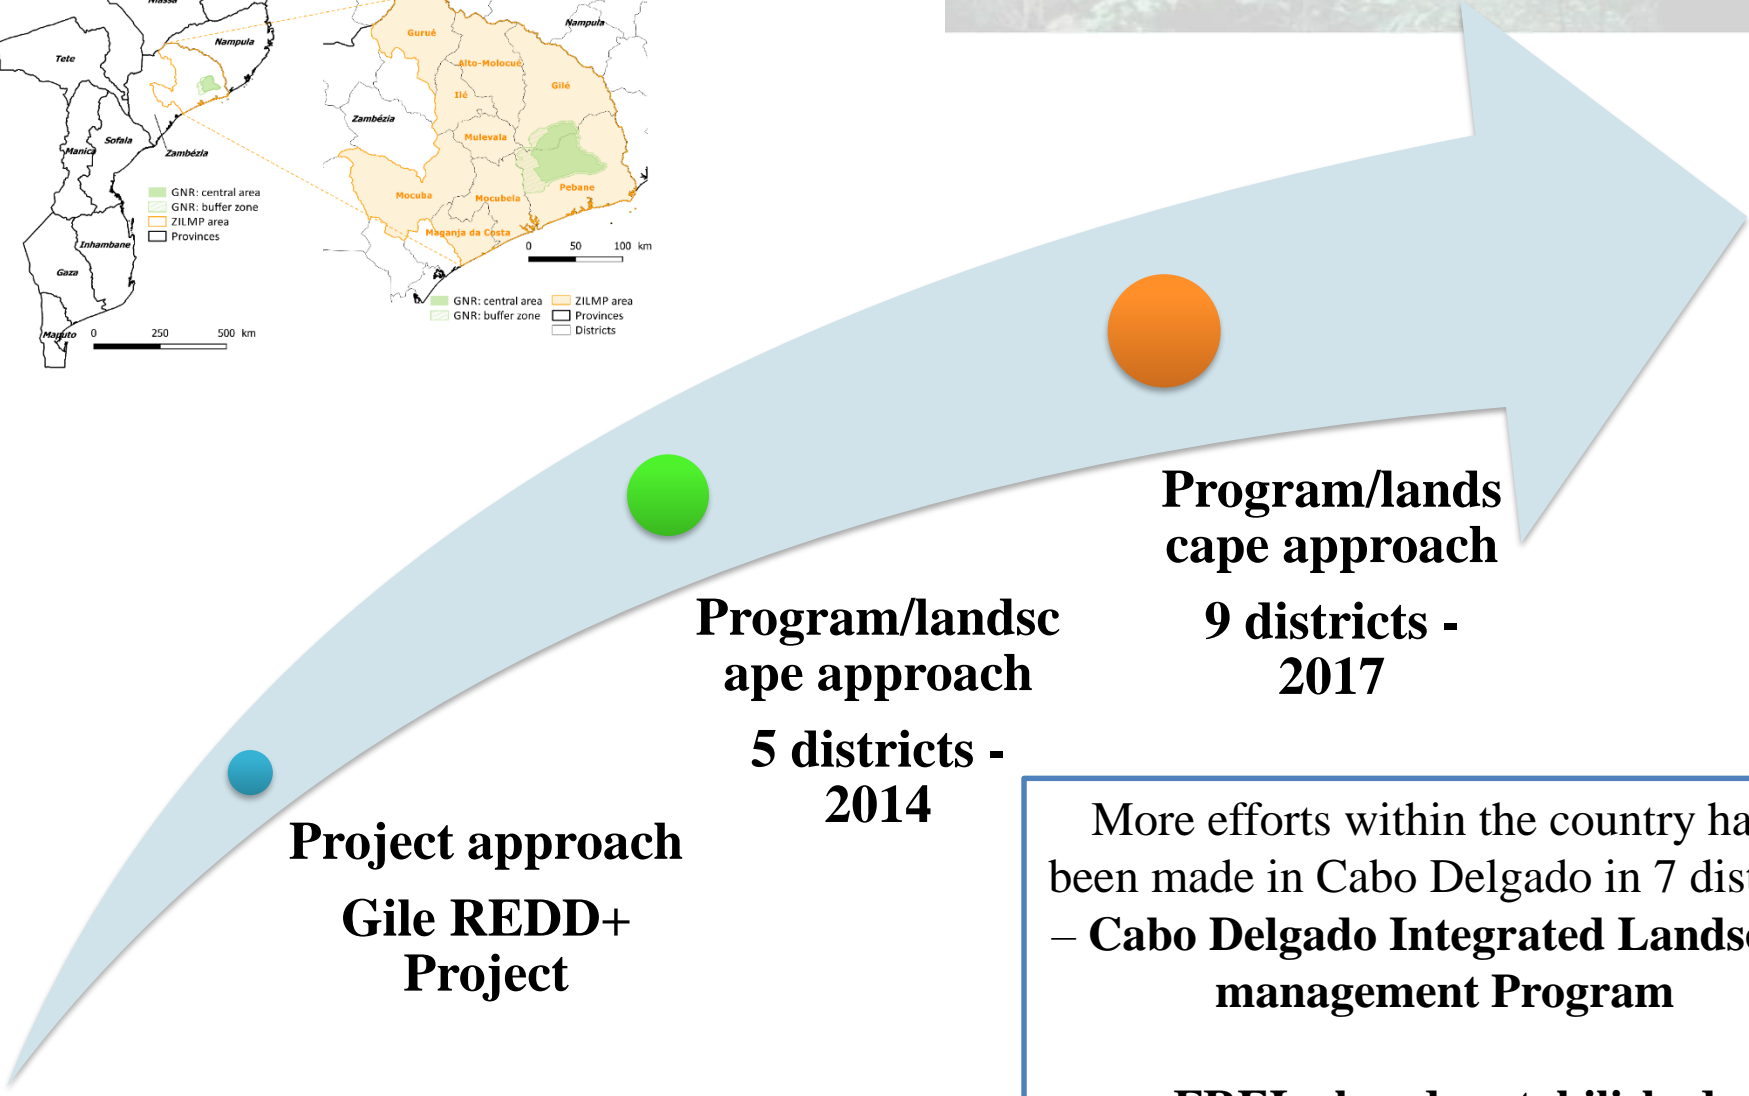 Niassa
Nampula
Tete
Sofala
Manica
Zambézia
GNR: central area
GNR: buffer zone
ZILMP area
Provinces
Inhambane
Gaza
Maputo
0 250 500 km
Nampula
Gurué
Alto-Molocué
Gilé
Ilé
Zambézia
Mulevala
Mocuba
Mocubela
Pebane
Maganja da Costa
0 50 100 km
GNR: central area
ZILMP area
GNR: buffer zone
Provinces
Districts
Program/lands
cape approach
9 districts -
2017
Program/landsc
ape approach
5 districts -
2014
Project approach
Gile REDD+
Project
More efforts within the country ha
been made in Cabo Delgado in 7 dist
– Cabo Delgado Integrated Lands
management Program